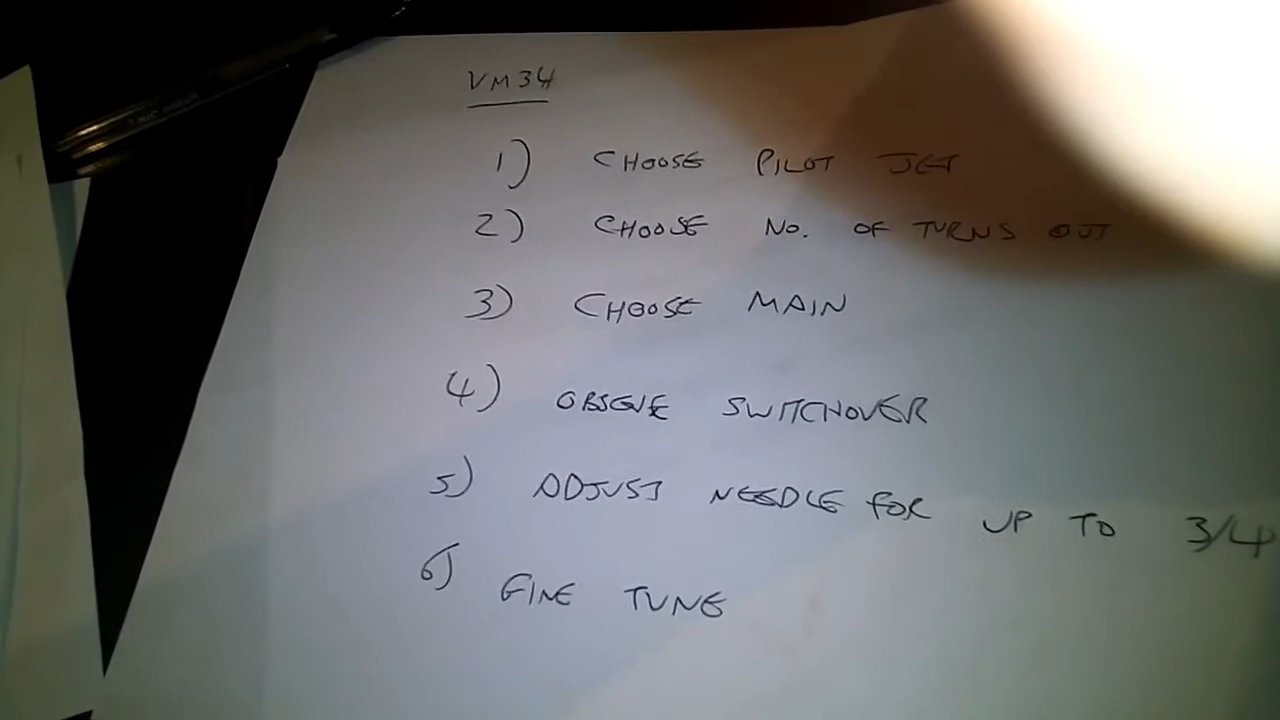 VM34
1) CHOOSE PILOT JET
2) CHOOSE No. OF TURNS OUT
3) CHOOSE MAIN
4) OBSEVE SWITCHOVER
5) ADJUST NEEDLE FOR UP TO 3/4
6) FINE TUNE